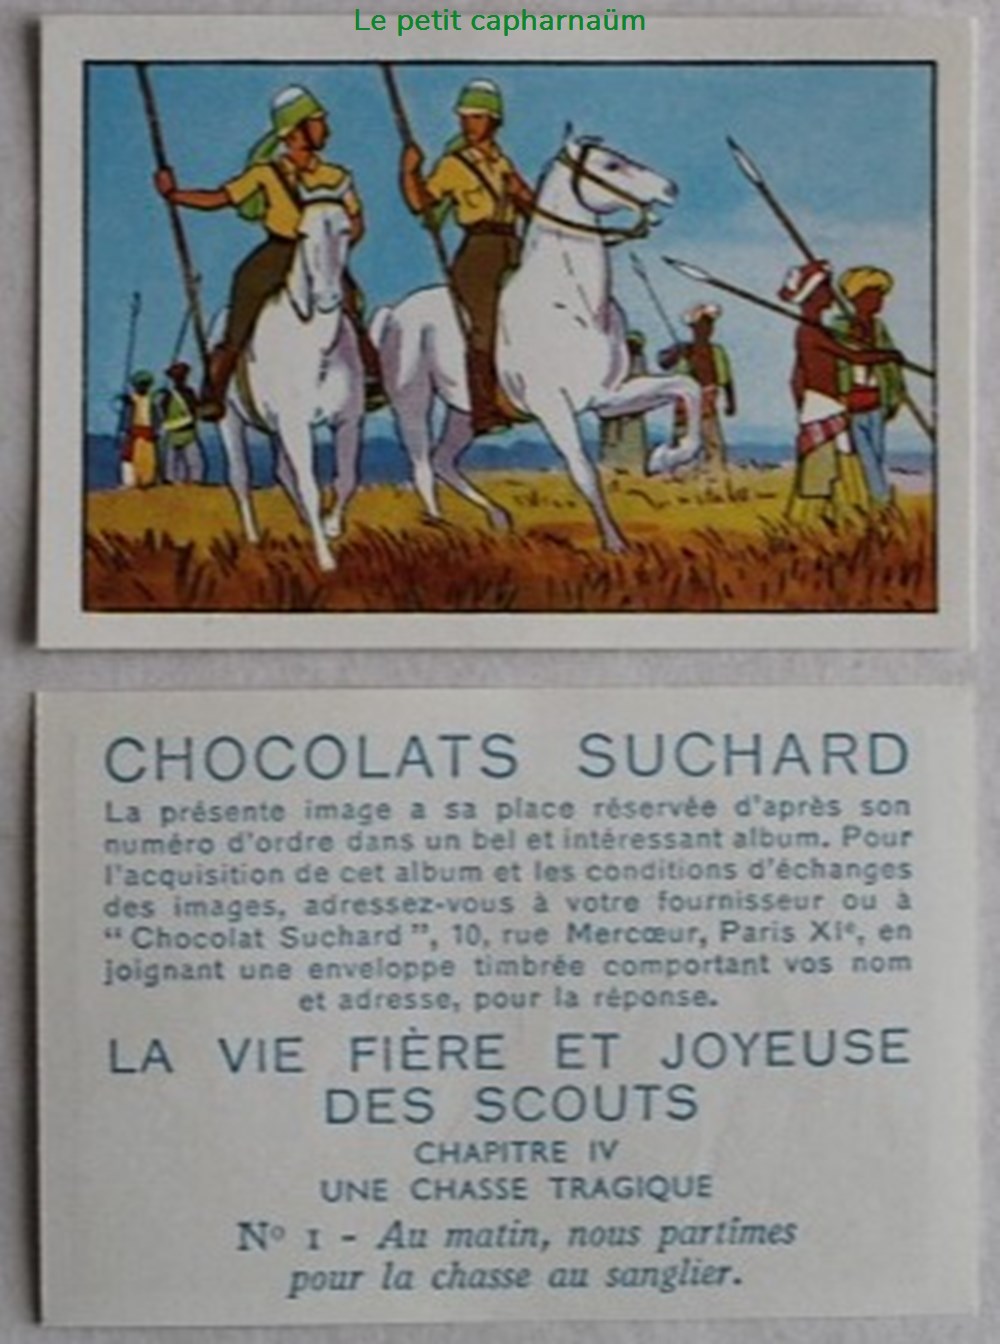 Le petit capharnaüm
CHOCOLATS SUCHARD
La présente image a sa place réservée d'après son
numéro d'ordre dans un bel et intéressant album. Pour
l'acquisition de cet album et les conditions d'échanges
des images, adressez-vous à votre fournisseur ou à
“ Chocolat Suchard ”, 10, rue Mercœur, Paris XIe, en
joignant une enveloppe timbrée comportant vos nom
et adresse, pour la réponse.
LA VIE FIÈRE ET JOYEUSE
DES SCOUTS
CHAPITRE IV
UNE CHASSE TRAGIQUE
No 1 - Au matin, nous partîmes
pour la chasse au sanglier.